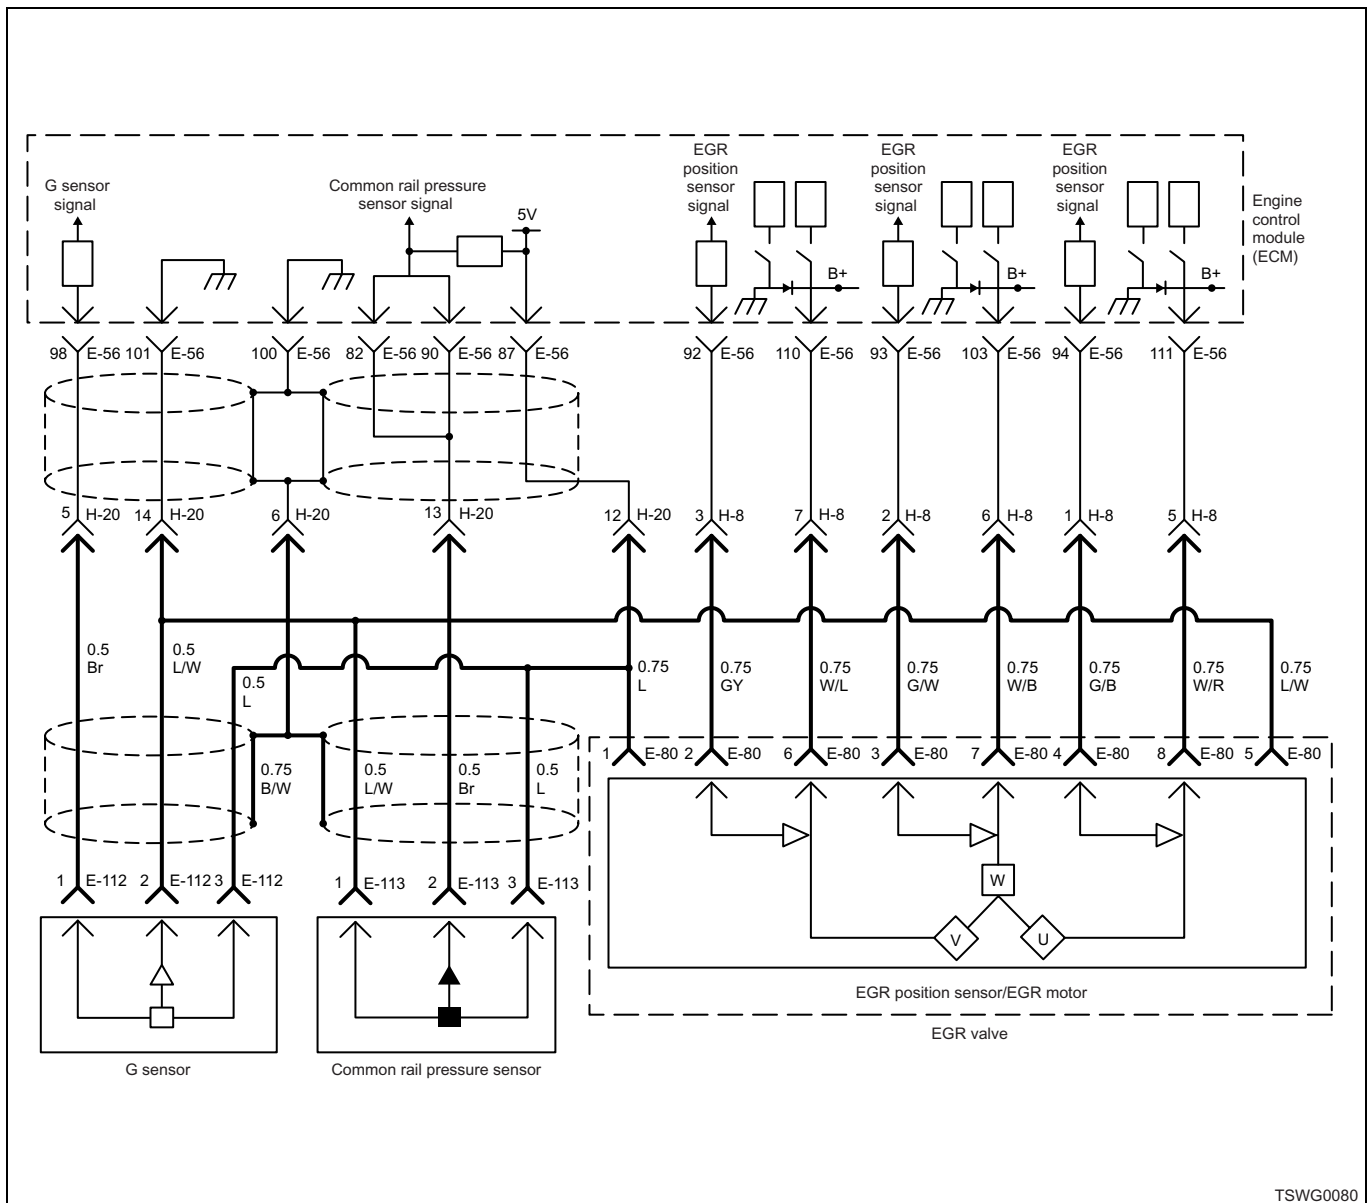 G sensor
signal
Common rail pressure
sensor signal
5V
EGR
position
sensor
signal
B+
EGR
position
sensor
signal
B+
EGR
position
sensor
signal
B+
Engine
control
module
(ECM)
98 E-56 101 E-56 100 E-56 82 E-56 90 E-56 87 E-56 92 E-56 110 E-56 93 E-56 103 E-56 94 E-56 111 E-56
5 H-20 14 H-20 6 H-20 13 H-20 12 H-20 3 H-8 7 H-8 2 H-8 6 H-8 1 H-8 5 H-8
0.5
Br
0.5
L/W
0.5
L
0.75
L
0.75
GY
0.75
W/L
0.75
G/W
0.75
W/B
0.75
G/B
0.75
W/R
0.75
L/W
0.75
B/W
0.5
L/W
0.5
Br
0.5
L
1 E-80 2 E-80 6 E-80 3 E-80 7 E-80 4 E-80 8 E-80 5 E-80
1 E-112 2 E-112 3 E-112 1 E-113 2 E-113 3 E-113
W
V
U
EGR position sensor/EGR motor
EGR valve
G sensor
Common rail pressure sensor
TSWG0080